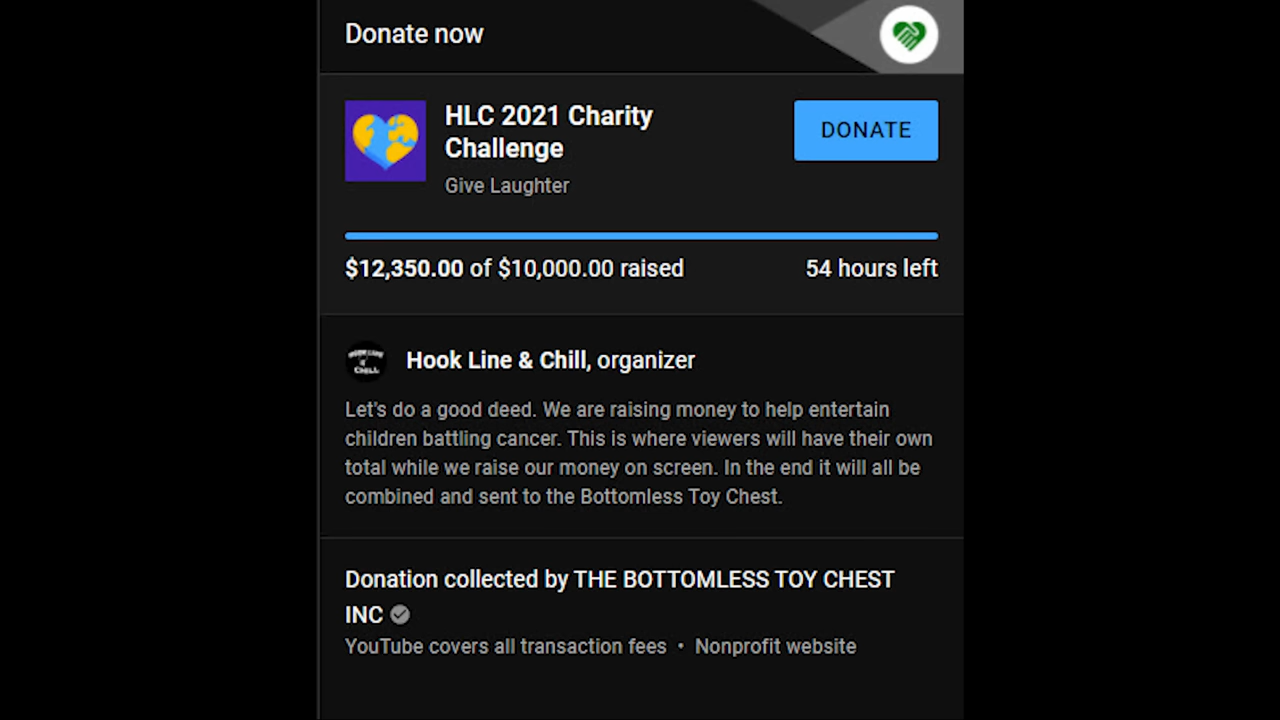 Donate now
HLC 2021 Charity
Challenge
DONATE
Give Laughter
$12,350.00 of $10,000.00 raised
54 hours left
HOOK LINE
& CHILL
Hook Line & Chill, organizer
Let's do a good deed. We are raising money to help entertain
children battling cancer. This is where viewers will have their own
total while we raise our money on screen. In the end it will all be
combined and sent to the Bottomless Toy Chest.
Donation collected by THE BOTTOMLESS TOY CHEST
INC
YouTube covers all transaction fees • Nonprofit website